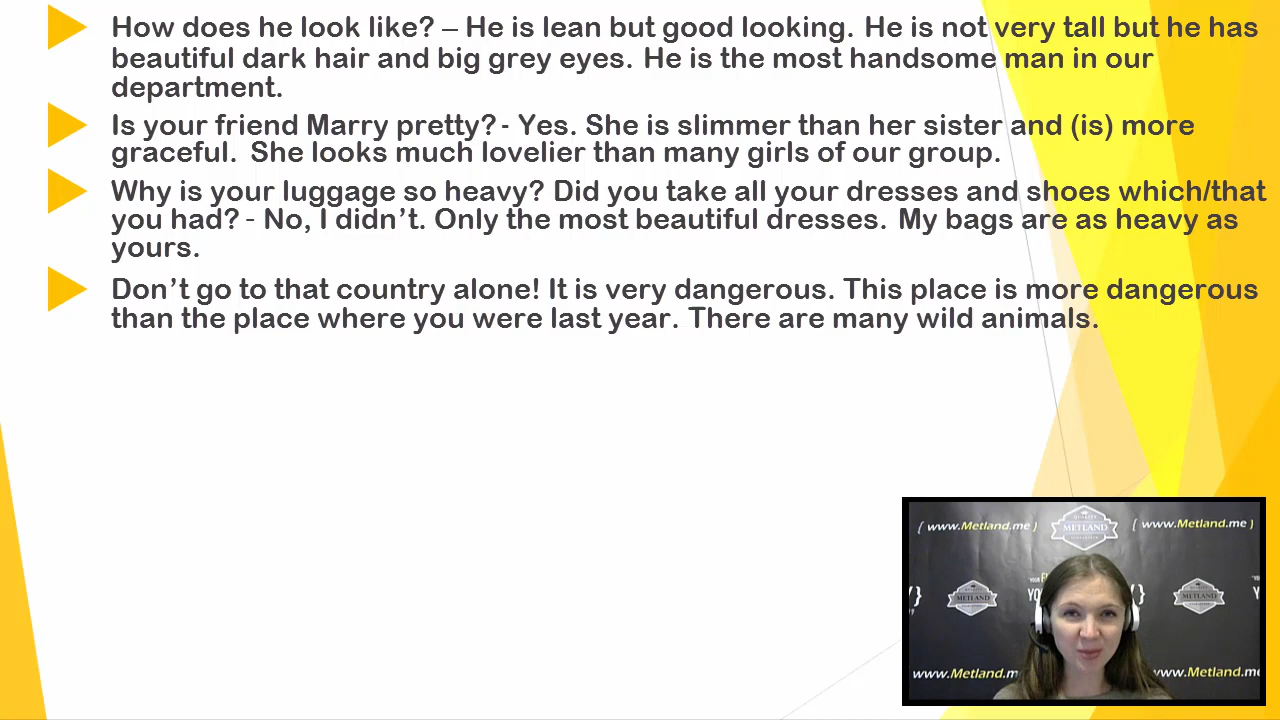 How does he look like? – He is lean but good looking. He is not very tall but he has
beautiful dark hair and big grey eyes. He is the most handsome man in our
department.
Is your friend Marry pretty? - Yes. She is slimmer than her sister and (is) more
graceful. She looks much lovelier than many girls of our group.
Why is your luggage so heavy? Did you take all your dresses and shoes which/that
you had? - No, I didn’t. Only the most beautiful dresses. My bags are as heavy as
yours.
Don’t go to that country alone! It is very dangerous. This place is more dangerous
than the place where you were last year. There are many wild animals.
{ www.Metland.me }
METLAND
{ www.Metland.me }
METLAND
METLAND
www.Metland.me
www.Metland.me